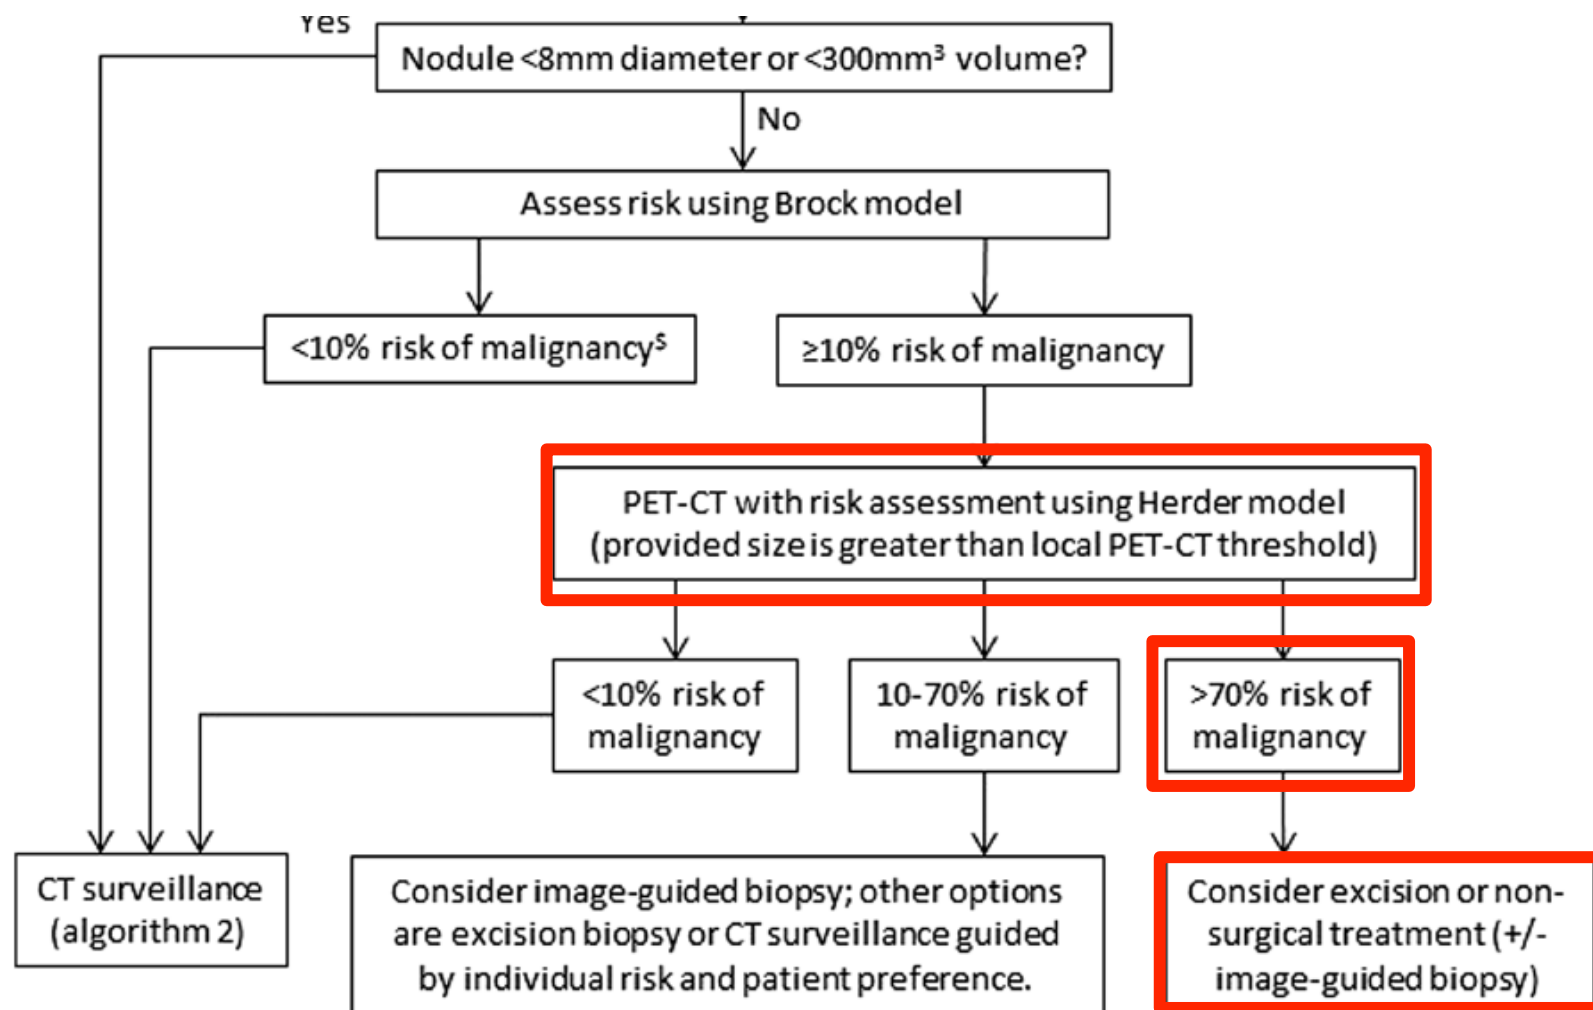 Yes
Nodule <8mm diameter or <300mm³ volume?
No
Assess risk using Brock model
<10% risk of malignancy$
≥10% risk of malignancy
PET-CT with risk assessment using Herder model
(provided size is greater than local PET-CT threshold)
<10% risk of
malignancy
10-70% risk of
malignancy
>70% risk of
malignancy
CT surveillance
(algorithm 2)
Consider image-guided biopsy; other options
are excision biopsy or CT surveillance guided
by individual risk and patient preference.
Consider excision or non-
surgical treatment (+/-
image-guided biopsy)